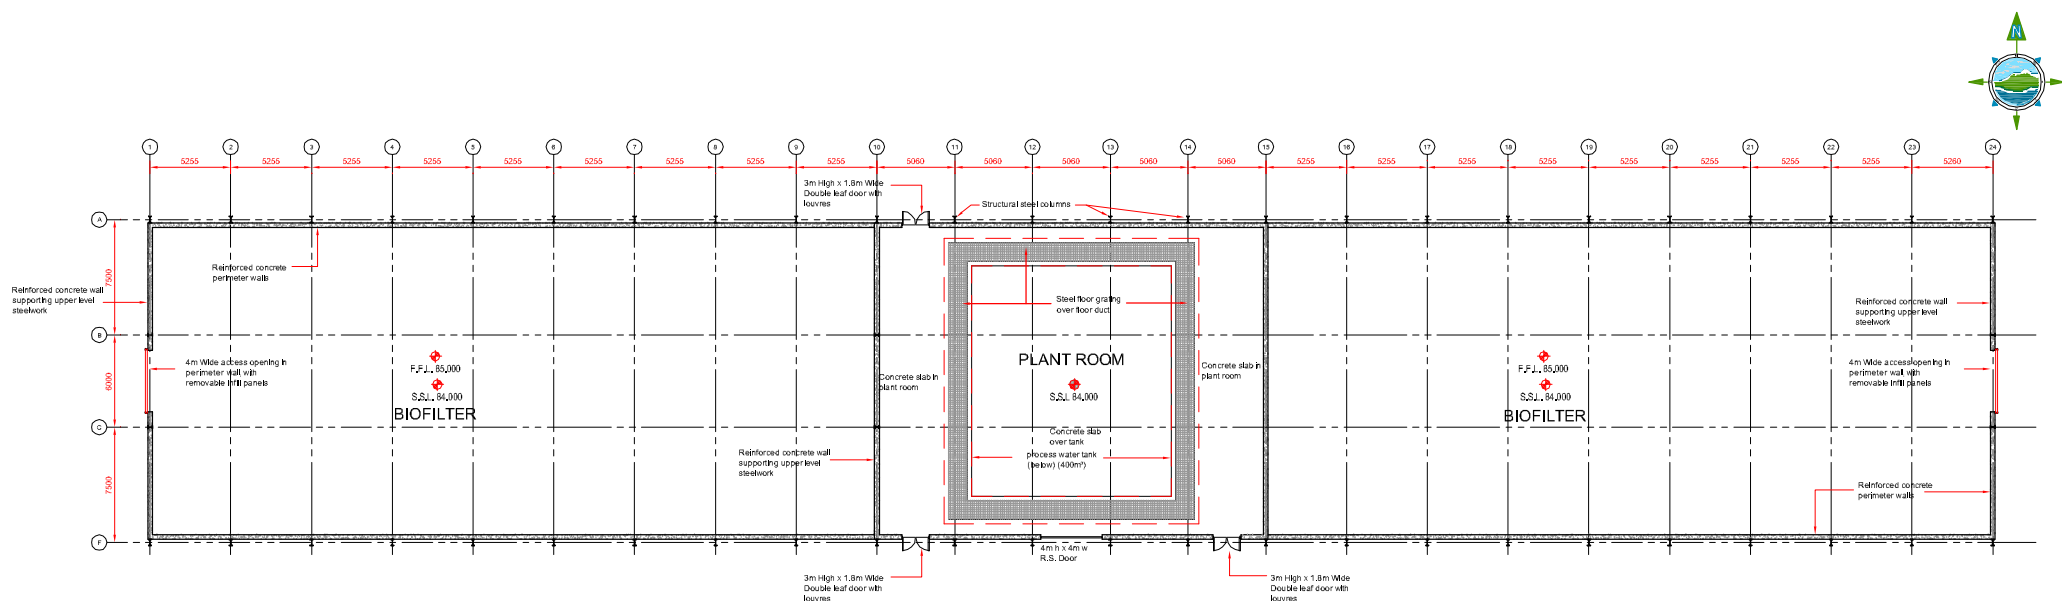 N
1 2 3 4 5 6 7 8 9 10 11 12 13 14 15 16 17 18 19 20 21 22 23 24
5255 5255 5255 5255 5255 5255 5255 5255 5255 5060 5060 5060 5060 5060 5255 5255 5255 5255 5255 5255 5255 5255 5260
3m High x 1.8m Wide
Double leaf door with
louvres
Structural steel columns
A
7500
Reinforced concrete
perimeter walls
Reinforced concrete wall
supporting upper level
steelwork
Steel floor grating
over floor duct
Reinforced concrete wall
supporting upper level
steelwork
B
6000
4m Wide access opening in
perimeter wall with
removable infill panels
F.F.L. 65.000
S.S.L. 64.000
BIOFILTER
Concrete slab in
plant room
PLANT ROOM
S.S.L 64.000
Concrete slab in
plant room
F.F.L. 65.000
S.S.L. 64.000
BIOFILTER
4m Wide access opening in
perimeter wall with
removable infill panels
C
7500
Reinforced concrete wall
supporting upper level
steelwork
Concrete slab
over tank
process water tank
(below) (400m³)
Reinforced concrete
perimeter walls
F
4m h x 4m w
R.S. Door
3m High x 1.8m Wide
Double leaf door with
louvres
3m High x 1.8m Wide
Double leaf door with
louvres